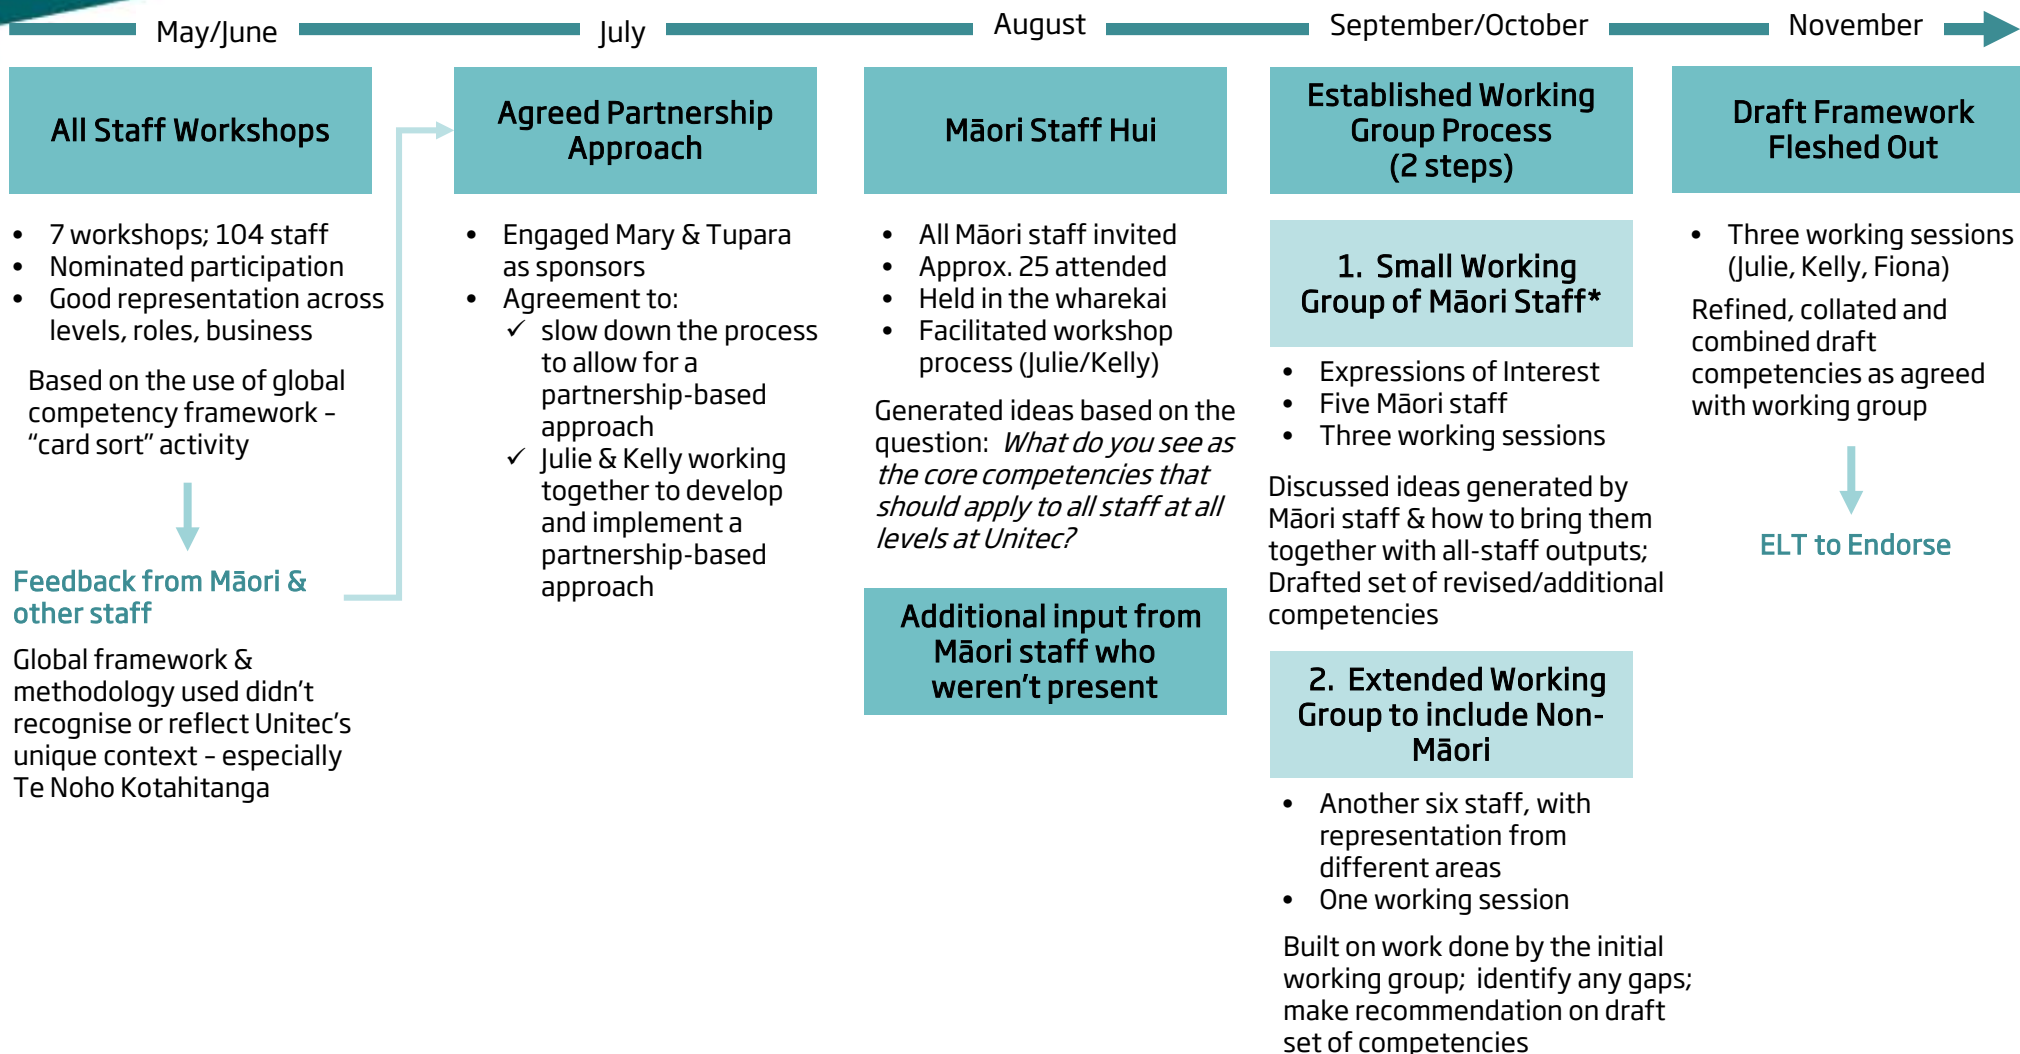 May/June
July
August
September/October
November
All Staff Workshops
• 7 workshops; 104 staff
• Nominated participation
• Good representation across
levels, roles, business
Based on the use of global
competency framework –
“card sort” activity
Feedback from Māori &
other staff
Global framework &
methodology used didn’t
recognise or reflect Unitec’s
unique context – especially
Te Noho Kotahitanga
Agreed Partnership
Approach
• Engaged Mary & Tupara
as sponsors
• Agreement to:
✓ slow down the process
to allow for a
partnership-based
approach
✓ Julie & Kelly working
together to develop
and implement a
partnership-based
approach
Māori Staff Hui
• All Māori staff invited
• Approx. 25 attended
• Held in the wharekai
• Facilitated workshop
process (Julie/Kelly)
Generated ideas based on the
question: What do you see as
the core competencies that
should apply to all staff at all
levels at Unitec?
Additional input from
Māori staff who
weren’t present
Established Working
Group Process
(2 steps)
1. Small Working
Group of Māori Staff*
• Expressions of Interest
• Five Māori staff
• Three working sessions
Discussed ideas generated by
Māori staff & how to bring them
together with all-staff outputs;
Drafted set of revised/additional
competencies
2. Extended Working
Group to include Non-
Māori
• Another six staff, with
representation from
different areas
• One working session
Built on work done by the initial
working group; identify any gaps;
make recommendation on draft
set of competencies
Draft Framework
Fleshed Out
• Three working sessions
(Julie, Kelly, Fiona)
Refined, collated and
combined draft
competencies as agreed
with working group
ELT to Endorse